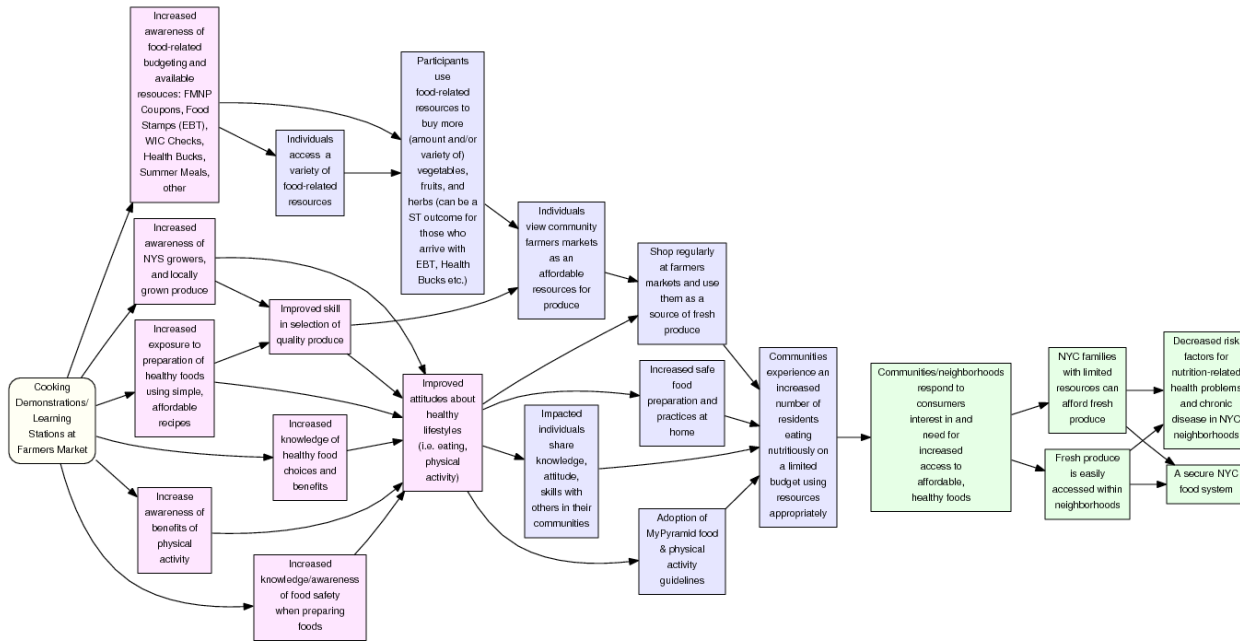 Increased
awareness of
food-related
budgeting and
available
resouces: FMNP
Coupons, Food
Stamps (EBT),
WIC Checks,
Health Bucks,
Summer Meals,
other
Participants
use
food-related
resources to
buy more
(amount and/or
variety of)
vegetables,
fruits, and
herbs (can be a
ST outcome for
those who
arrive with
EBT, Health
Bucks etc.)
Individuals
access a
variety of
food-related
resources
Individuals
view community
farmers markets
as an
affordable
resources for
produce
Increased
awareness of
NYS growers,
and locally
grown produce
Shop regularly
at farmers
markets and use
them as a
source of fresh
produce
Improved skill
in selection of
quality produce
Increased
exposure to
preparation of
healthy foods
using simple,
affordable
recipes
Cooking
Demonstrations/
Learning
Stations at
Farmers Market
Improved
attitudes about
healthy
lifestyles
(i.e. eating,
physical
activity)
Increased safe
food
preparation and
practices at
home
Communities
experience an
increased
number of
residents
eating
nutritiously on
a limited
budget using
resources
appropriately
Communities/neighborhoods
respond to
consumers
interest in and
need for
increased
access to
affordable,
healthy foods
NYC families
with limited
resources can
afford fresh
produce
Decreased risk
factors for
nutrition-related
health problems
and chronic
disease in NYC
neighborhoods
Increased
knowledge of
healthy food
choices and
benefits
Impacted
individuals
share
knowledge,
attitude,
skills with
others in their
communities
Fresh produce
is easily
accessed within
neighborhoods
A secure NYC
food system
Increase
awareness of
benefits of
physical
activity
Adoption of
MyPyramid food
& physical
activity
guidelines
Increased
knowledge/awareness
of food safety
when preparing
foods